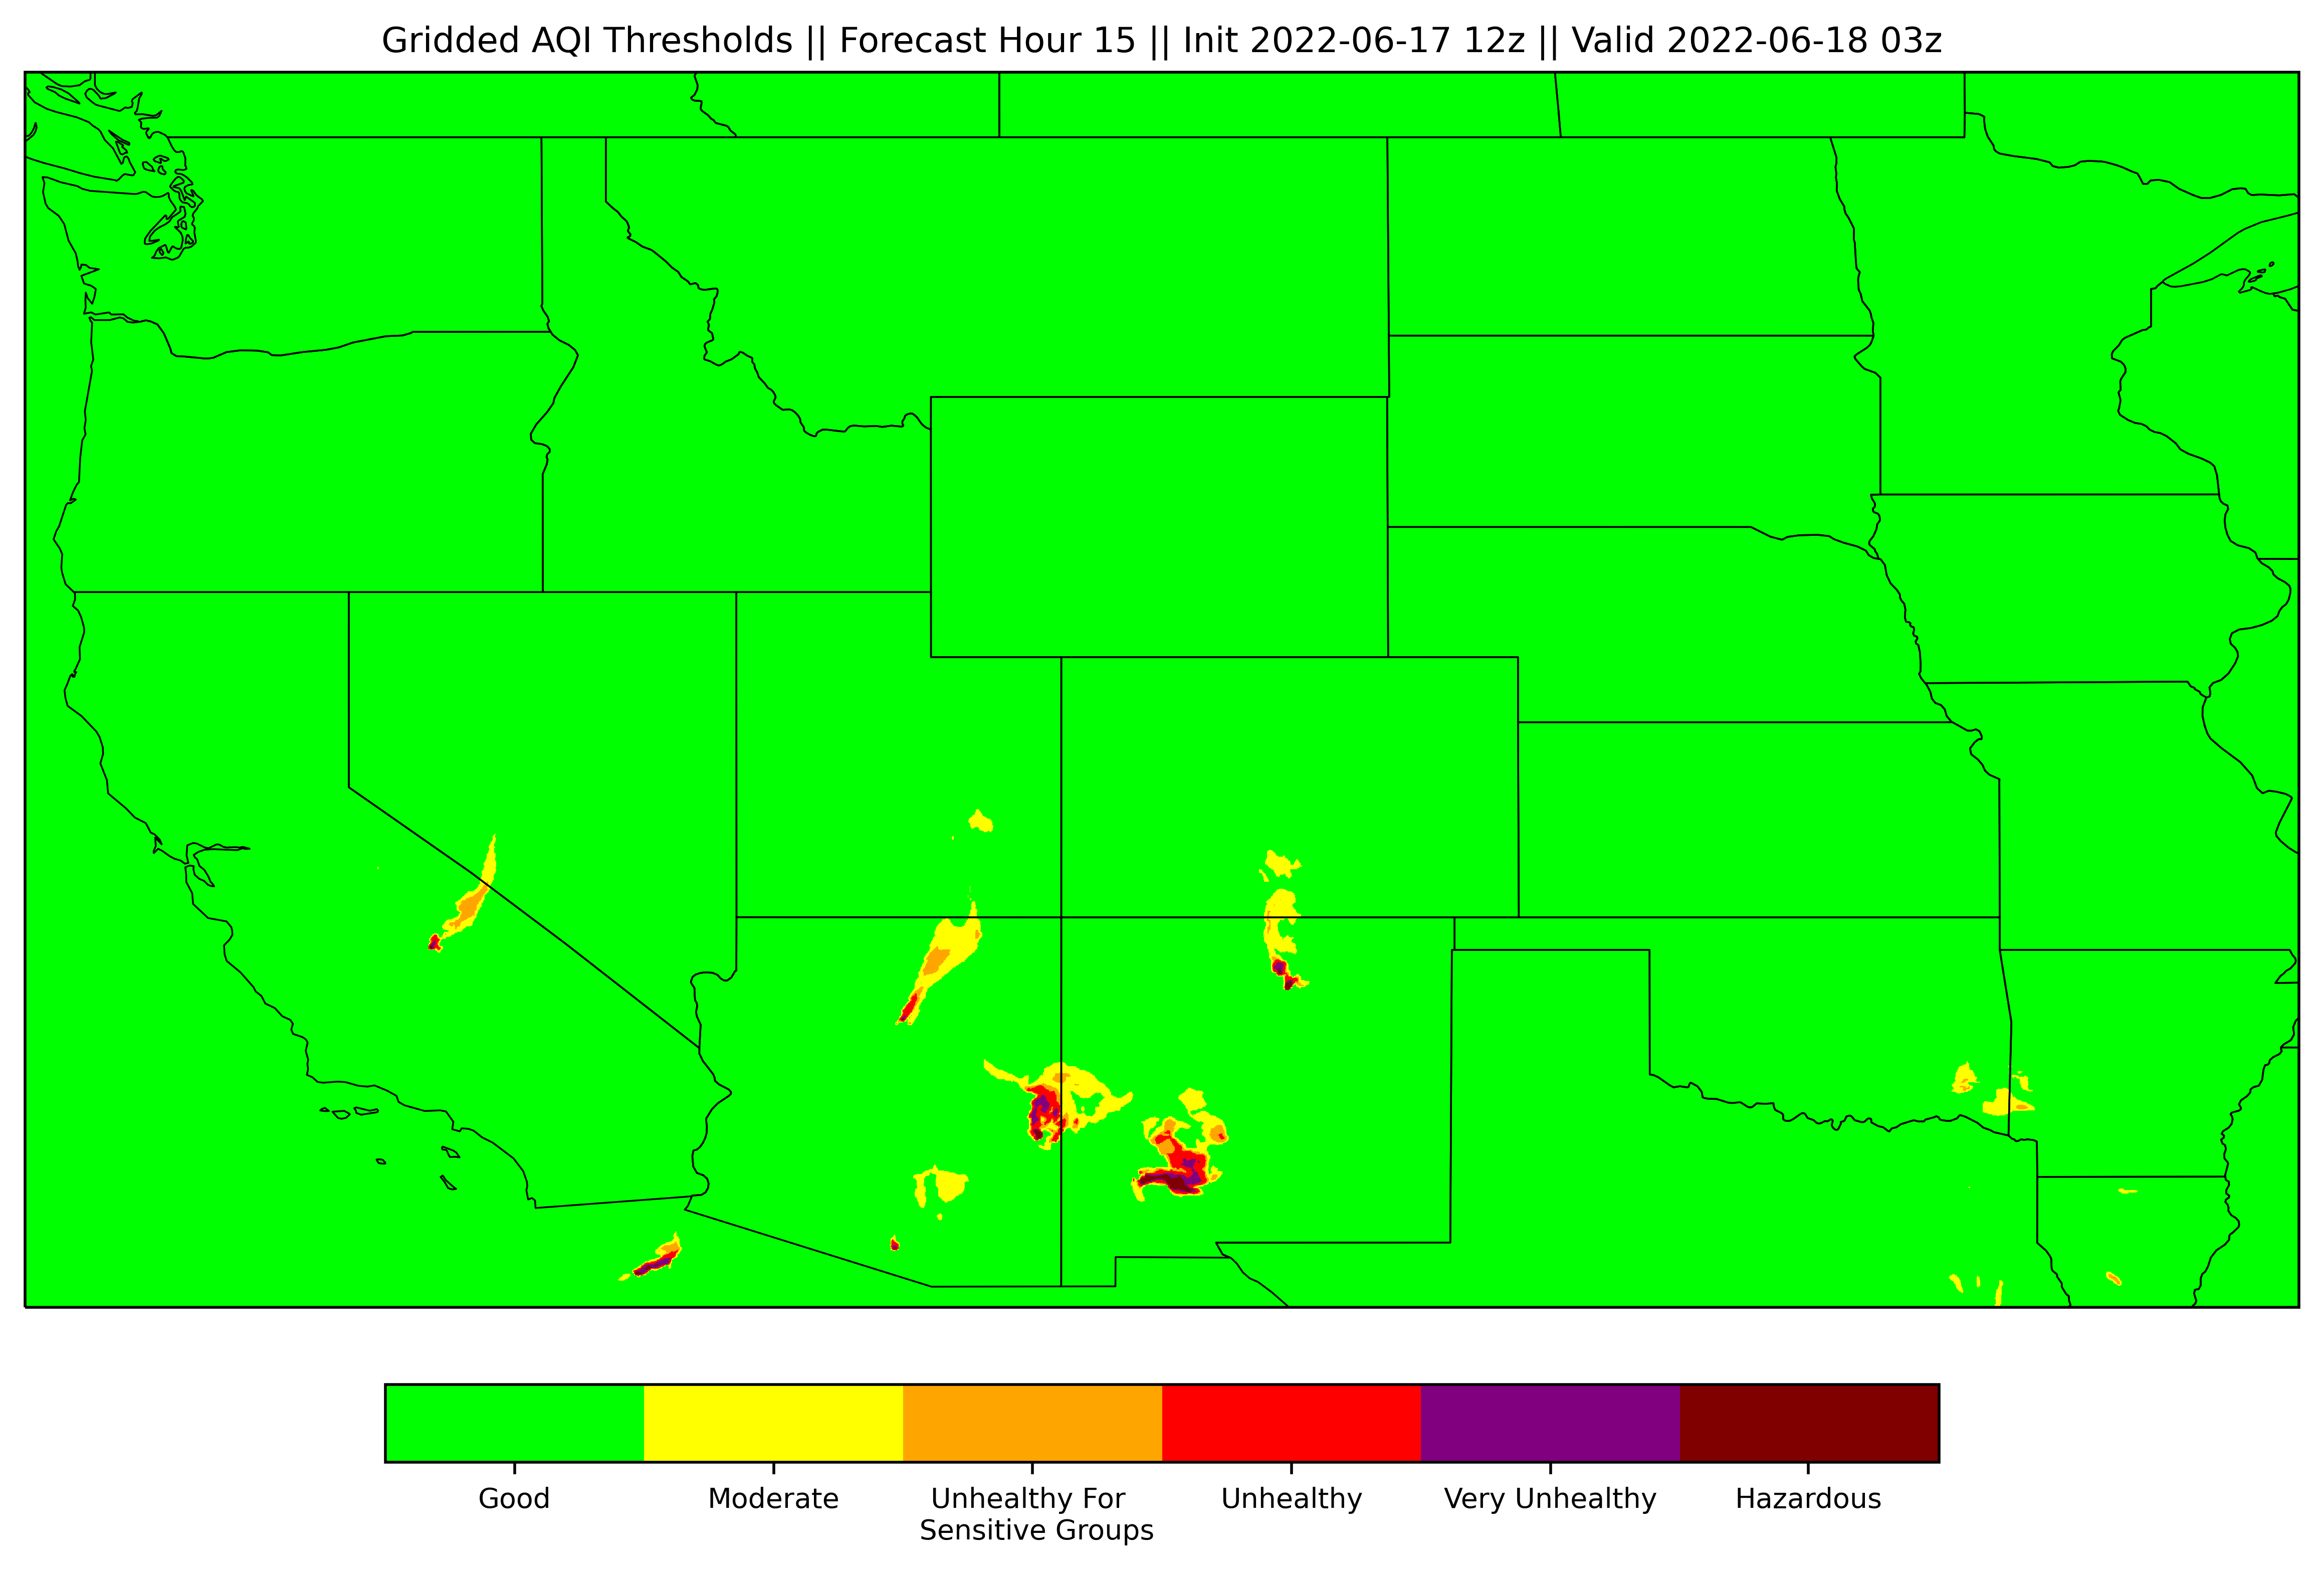 Gridded AQI Thresholds || Forecast Hour 15 || Init 2022-06-17 12z || Valid 2022-06-18 03z
Good
Moderate
Unhealthy For
Sensitive Groups
Unhealthy
Very Unhealthy
Hazardous